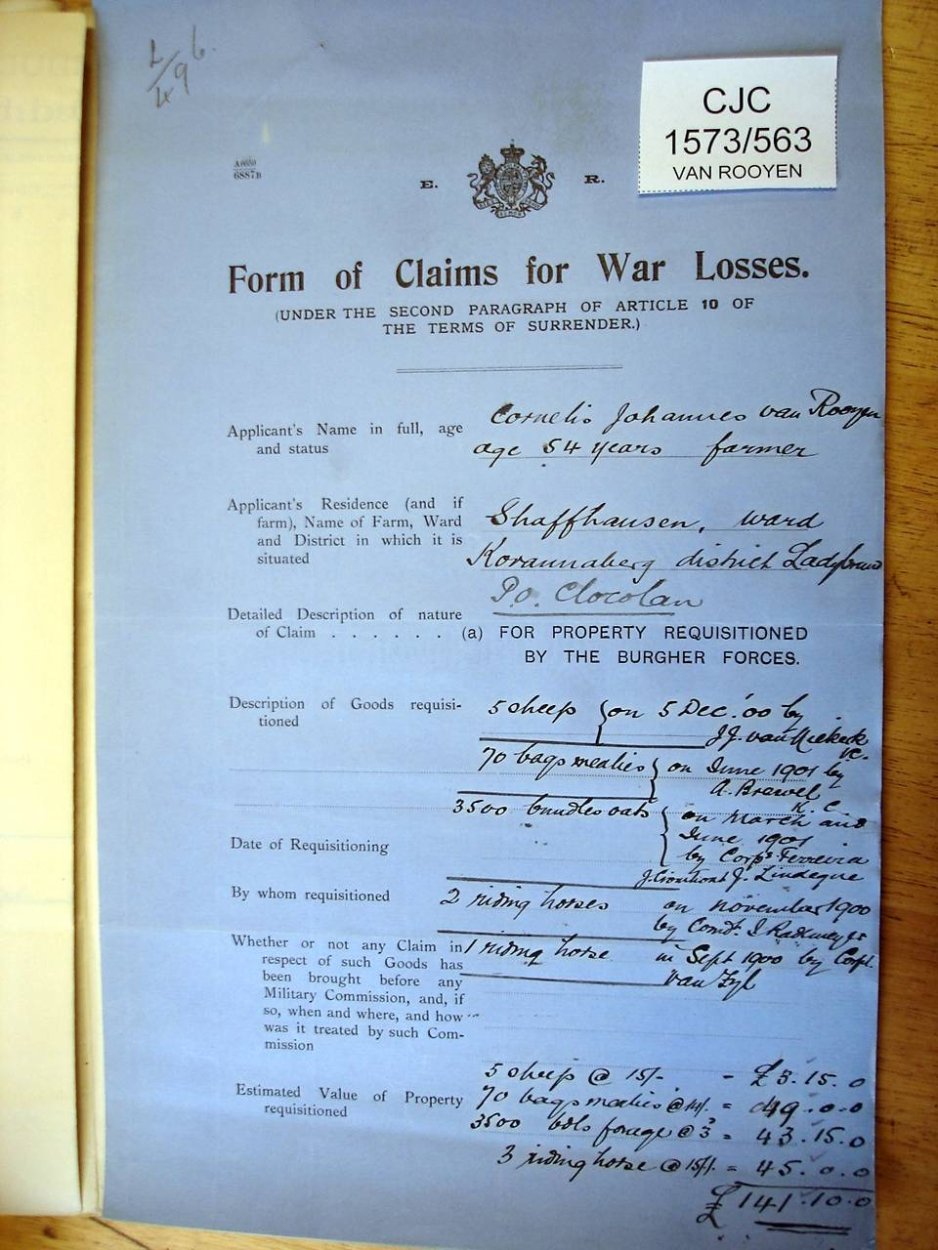 L/496.
CJC
1573/563
VAN ROOYEN
A8650
6887B
E. R.
Form of Claims for War Losses.
(UNDER THE SECOND PARAGRAPH OF ARTICLE 10 OF
THE TERMS OF SURRENDER.)
Applicant's Name in full, age
and status
Cornelis Johannes van Rooyen
age 54 years farmer
Applicant's Residence (and if
farm), Name of Farm, Ward
and District in which it is
situated
Shaffhausen, ward
Korannaberg district Ladybrand
P.o. Clocolan
Detailed Description of nature
of Claim . . . . . . (a) FOR PROPERTY REQUISITIONED
BY THE BURGHER FORCES.
Description of Goods requisi-
tioned
5 sheep { on 5 Dec. '00 by
J.J. van Niekerk
vc.
70 bags mealies } on June 1901 by
A. Brewel
K. C
3500 bundles oats { on March and
June 1901
by Corpl Ferreira
J. Lindeque
Date of Requisitioning
By whom requisitioned
2 riding horses on november 1900
by Comdt. I Rademeyer
1 riding horse in Sept 1900 by Corpl.
van Zyl
Whether or not any Claim in
respect of such Goods has
been brought before any
Military Commission, and, if
so, when and where, and how
was it treated by such Com-
mission
Estimated Value of Property
requisitioned
5 sheep @ 15/- - £3.15.0
70 bags mealies @ 14/. = 49.0.0
3500 bdls forage @ 3 = 43.15.0
3 riding horse @ 15/. = 45.0.0
£ 141.10.0